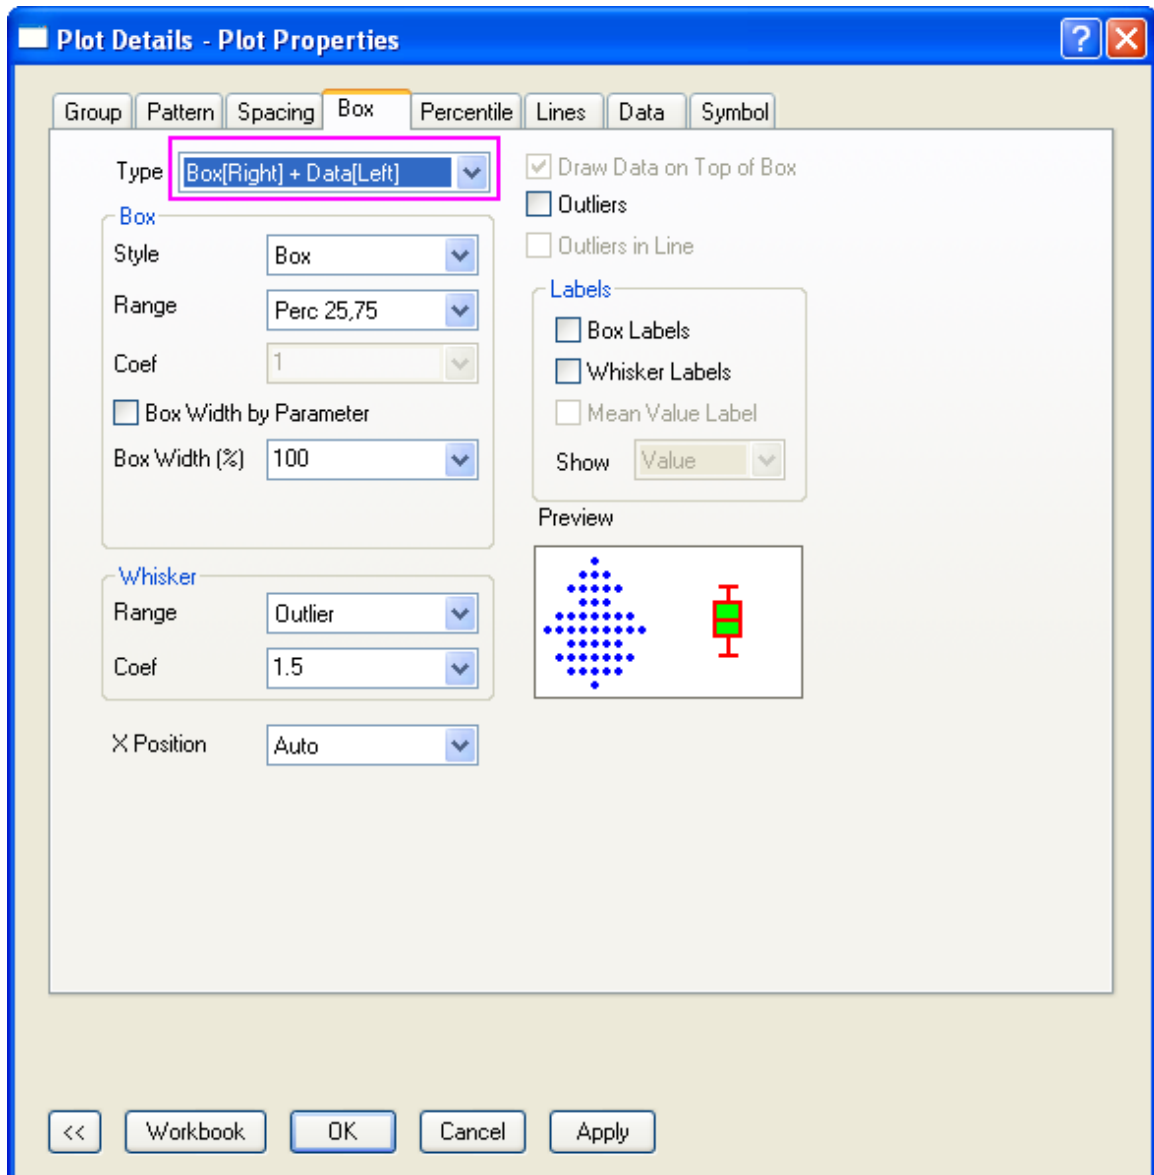 Plot Details - Plot Properties
Group Pattern Spacing Box Percentile Lines Data Symbol
Type Box[Right] + Data[Left]
Draw Data on Top of Box
Outliers
Outliers in Line
Box
Style Box
Range Perc 25,75
Coef 1
Box Width by Parameter
Box Width (%) 100
Labels
Box Labels
Whisker Labels
Mean Value Label
Show Value
Preview
Whisker
Range Outlier
Coef 1.5
X Position Auto
<< Workbook OK Cancel Apply